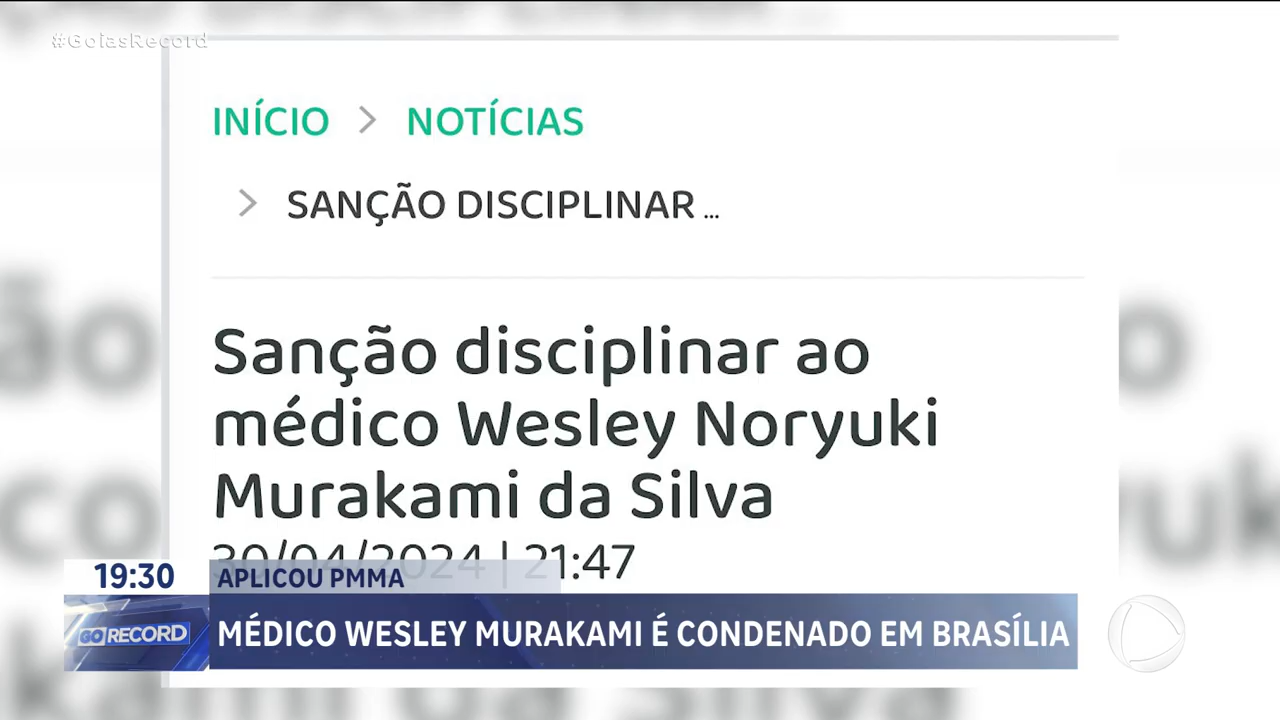 #GoiasRecord
INÍCIO > NOTÍCIAS
> SANÇÃO DISCIPLINAR ...
Sanção disciplinar ao
médico Wesley Noryuki
Murakami da Silva
30/04/2024 | 21:47
19:30
APLICOU PMMA
GO RECORD
MÉDICO WESLEY MURAKAMI É CONDENADO EM BRASÍLIA